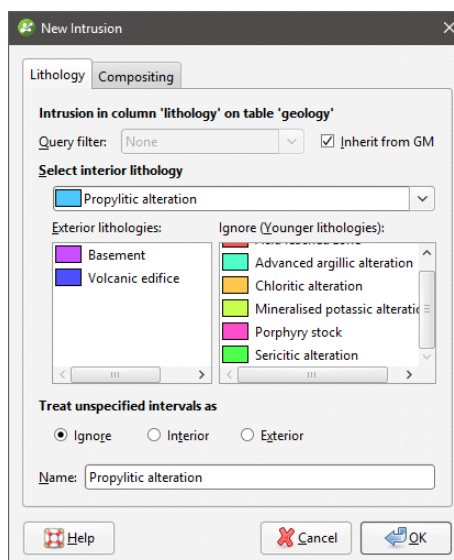 New Intrusion
Lithology Compositing
Intrusion in column 'lithology' on table 'geology'
Query filter: None Inherit from GM
Select interior lithology
Propylitic alteration
Exterior lithologies: Ignore (Younger lithologies):
Basement
Volcanic edifice
Advanced argillic alteration
Chloritic alteration
Mineralised potassic alteratic
Porphyry stock
Sericitic alteration
Treat unspecified intervals as
Ignore Interior Exterior
Name: Propylitic alteration
Help Cancel OK